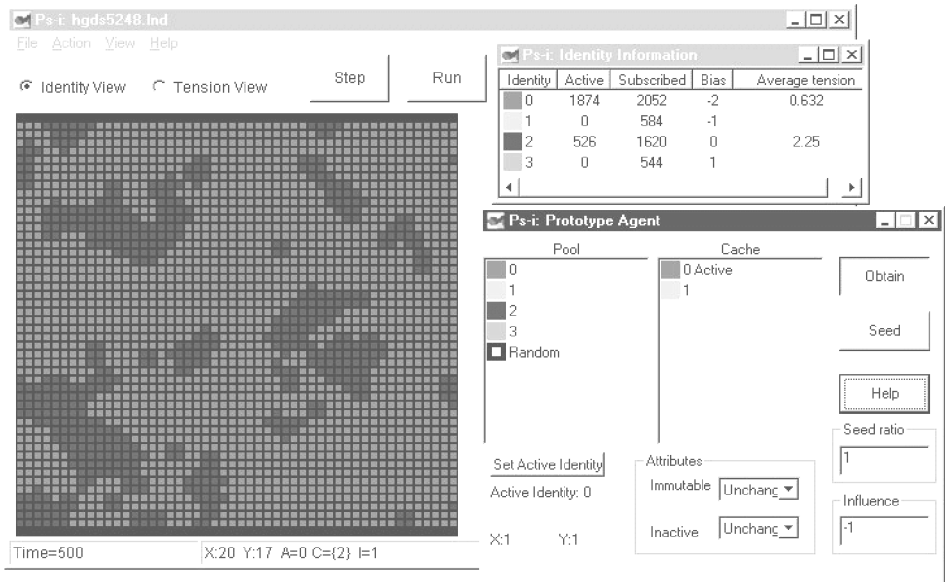 Ps-i: hgds5248.lnd
File Action View Help
Identity View Tension View Step Run
Time=500 X:20 Y:17 A=0 C={2} I=1
Ps-i: Identity Information
Identity Active Subscribed Bias Average tension
0 1874 2052 -2 0.632
1 0 584 -1
2 526 1620 0 2.25
3 0 544 1
Ps-i: Prototype Agent
Pool Cache
0 0 Active
1 1
2
3
Random
Obtain
Seed
Help
Seed ratio
1
Influence
-1
Set Active Identity
Active Identity: 0
X:1 Y:1
Attributes
Immutable Unchang
Inactive Unchang